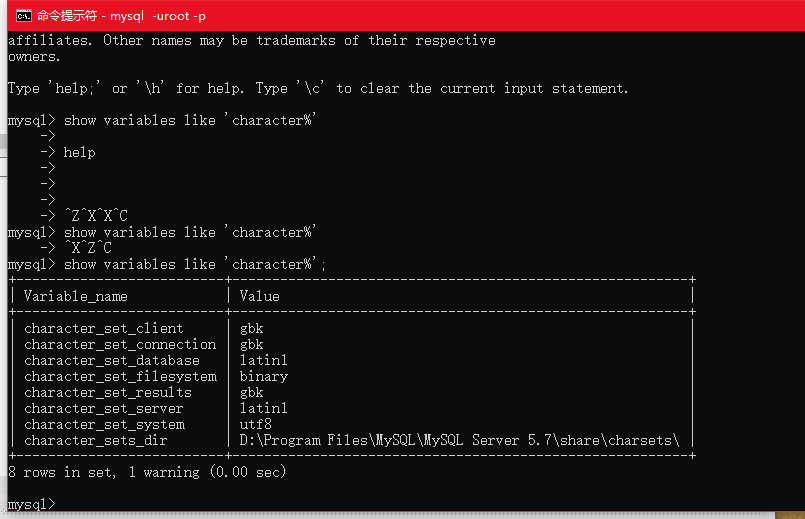 命令提示符 - mysql -uroot -p
affiliates. Other names may be trademarks of their respective
owners.
Type 'help;' or '\h' for help. Type '\c' to clear the current input statement.
mysql> show variables like 'character%'
->
-> help
->
->
->
-> ^Z^X^X^C
mysql> show variables like 'character%'
-> ^X^Z^C
mysql> show variables like 'character%';
+--------------------------+---------------------------------------------------------+
| Variable_name | Value |
+--------------------------+---------------------------------------------------------+
| character_set_client | gbk |
| character_set_connection | gbk |
| character_set_database | latin1 |
| character_set_filesystem | binary |
| character_set_results | gbk |
| character_set_server | latin1 |
| character_set_system | utf8 |
| character_sets_dir | D:\Program Files\MySQL\MySQL Server 5.7\share\charsets\ |
+--------------------------+---------------------------------------------------------+
8 rows in set, 1 warning (0.00 sec)
mysql>